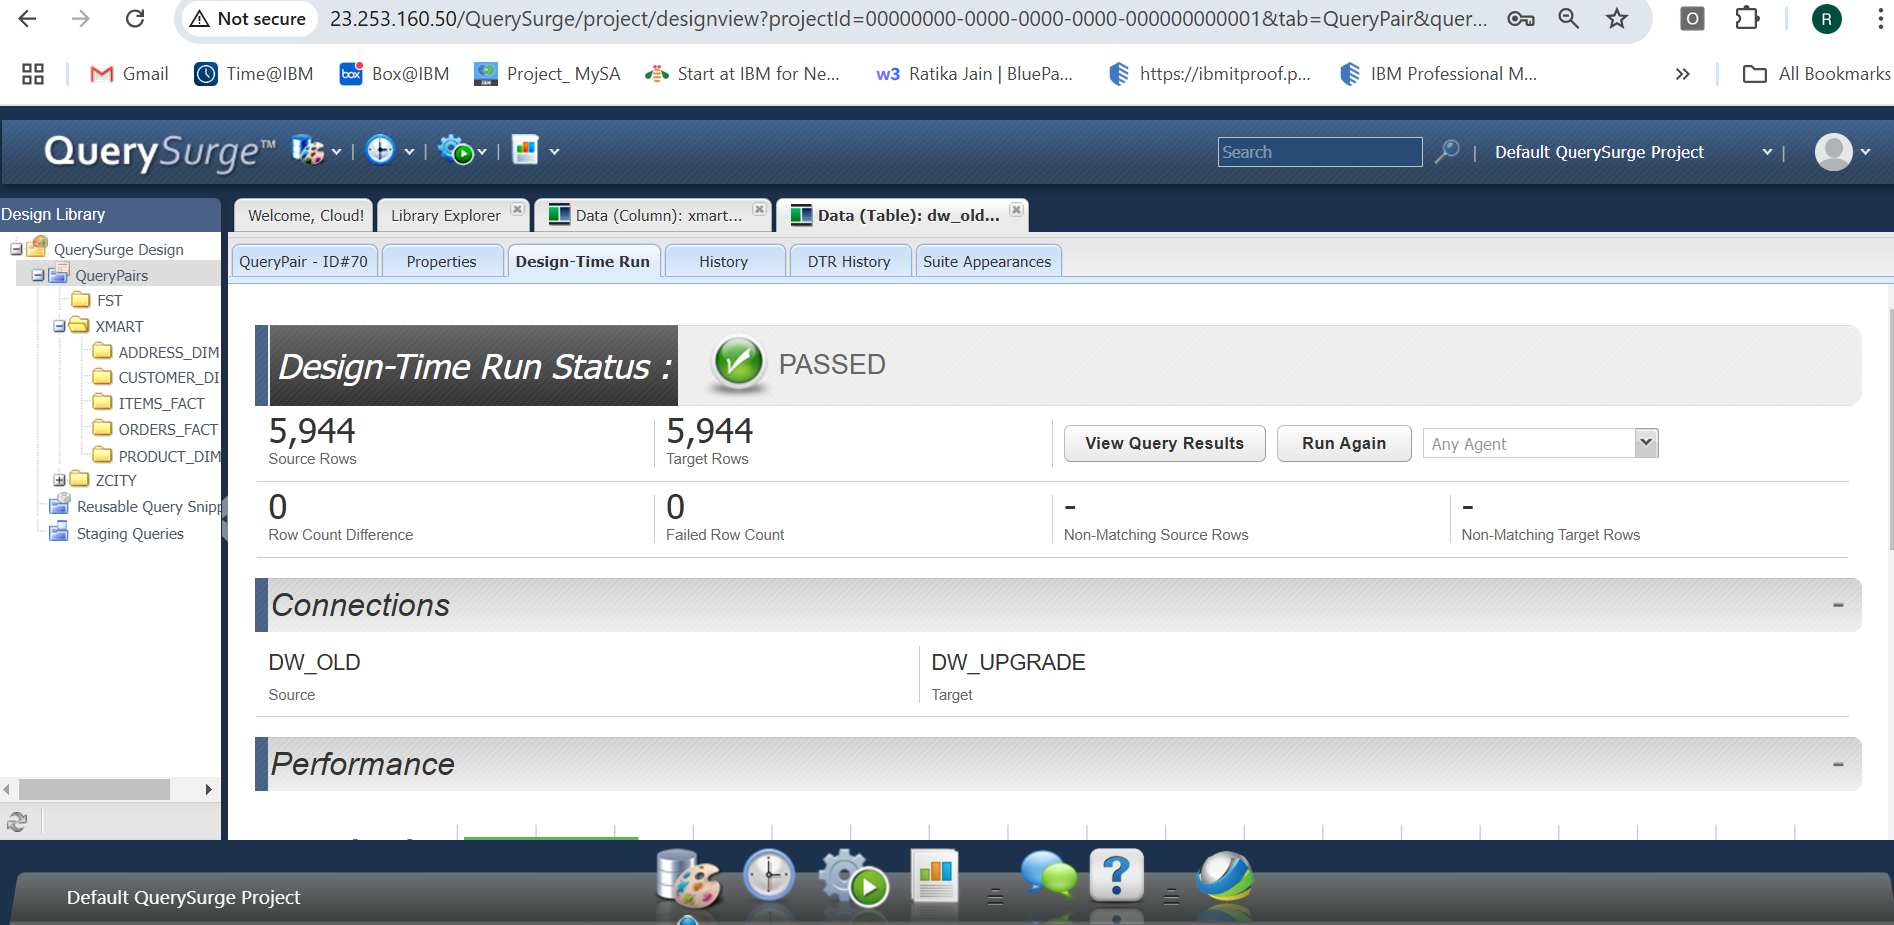 Not secure 23.253.160.50/QuerySurge/project/designview?projectId=00000000-0000-0000-0000-000000000001&tab=QueryPair&quer... O R
Gmail Time@IBM box Box@IBM Project_ MySA Start at IBM for Ne... w3 Ratika Jain | BluePa... https://ibmitproof.p... IBM Professional M... » All Bookmarks
QuerySurge™ Search Default QuerySurge Project
Design Library
Welcome, Cloud! Library Explorer Data (Column): xmart... Data (Table): dw_old...
QueryPair - ID#70 Properties Design-Time Run History DTR History Suite Appearances
QuerySurge Design
QueryPairs
FST
XMART
ADDRESS_DIM
CUSTOMER_DI
ITEMS_FACT
ORDERS_FACT
PRODUCT_DIM
ZCITY
Reusable Query Snipp
Staging Queries
Design-Time Run Status : PASSED
5,944 5,944
Source Rows Target Rows
View Query Results Run Again Any Agent
0 0 - -
Row Count Difference Failed Row Count Non-Matching Source Rows Non-Matching Target Rows
Connections -
DW_OLD DW_UPGRADE
Source Target
Performance -
Default QuerySurge Project ?